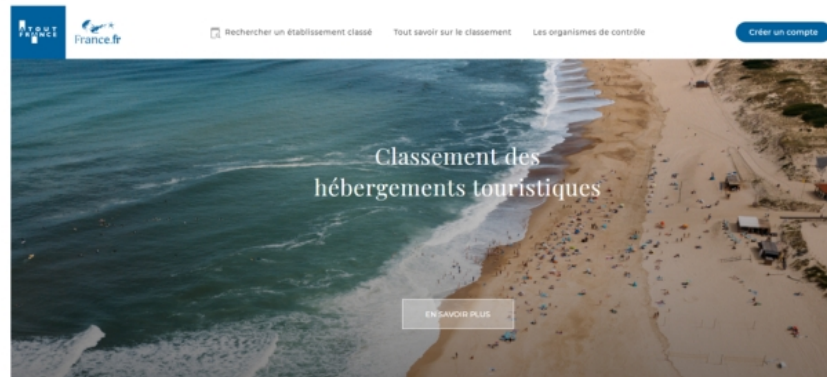 ATOUT
FRANCE
France.fr
Rechercher un établissement classé
Tout savoir sur le classement
Les organismes de contrôle
Créer un compte
Classement des
hébergements touristiques
EN SAVOIR PLUS